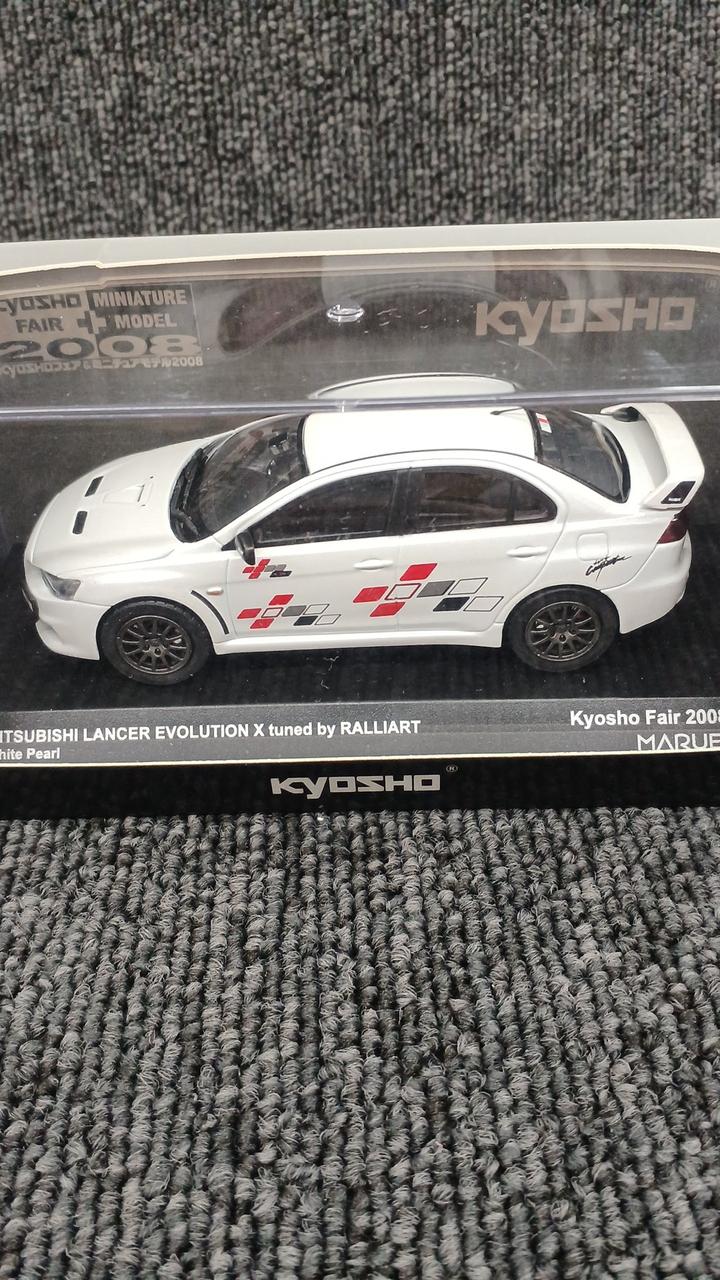 KYOSHO MINIATURE
FAIR + MODEL
2008
KYOSHOフェア&ミニチュアモデル2008
KYOSHO
ITSUBISHI LANCER EVOLUTION X tuned by RALLIART
hite Pearl
Kyosho Fair 2008
MARUE
KYOSHO®